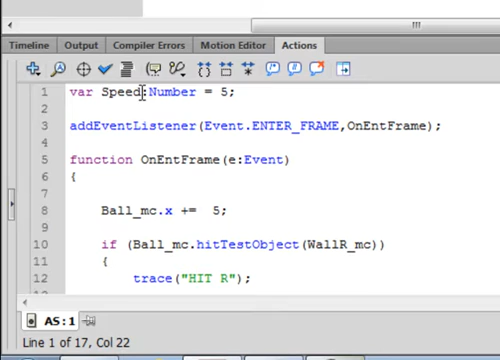 Timeline Output Compiler Errors Motion Editor Actions
1 var Speed:Number = 5;
2
3 addEventListener(Event.ENTER_FRAME,OnEntFrame);
4
5 function OnEntFrame(e:Event)
6 {
7
8 Ball_mc.x += 5;
9
10 if (Ball_mc.hitTestObject(WallR_mc))
11 {
12 trace("HIT R");
AS:1
Line 1 of 17, Col 22